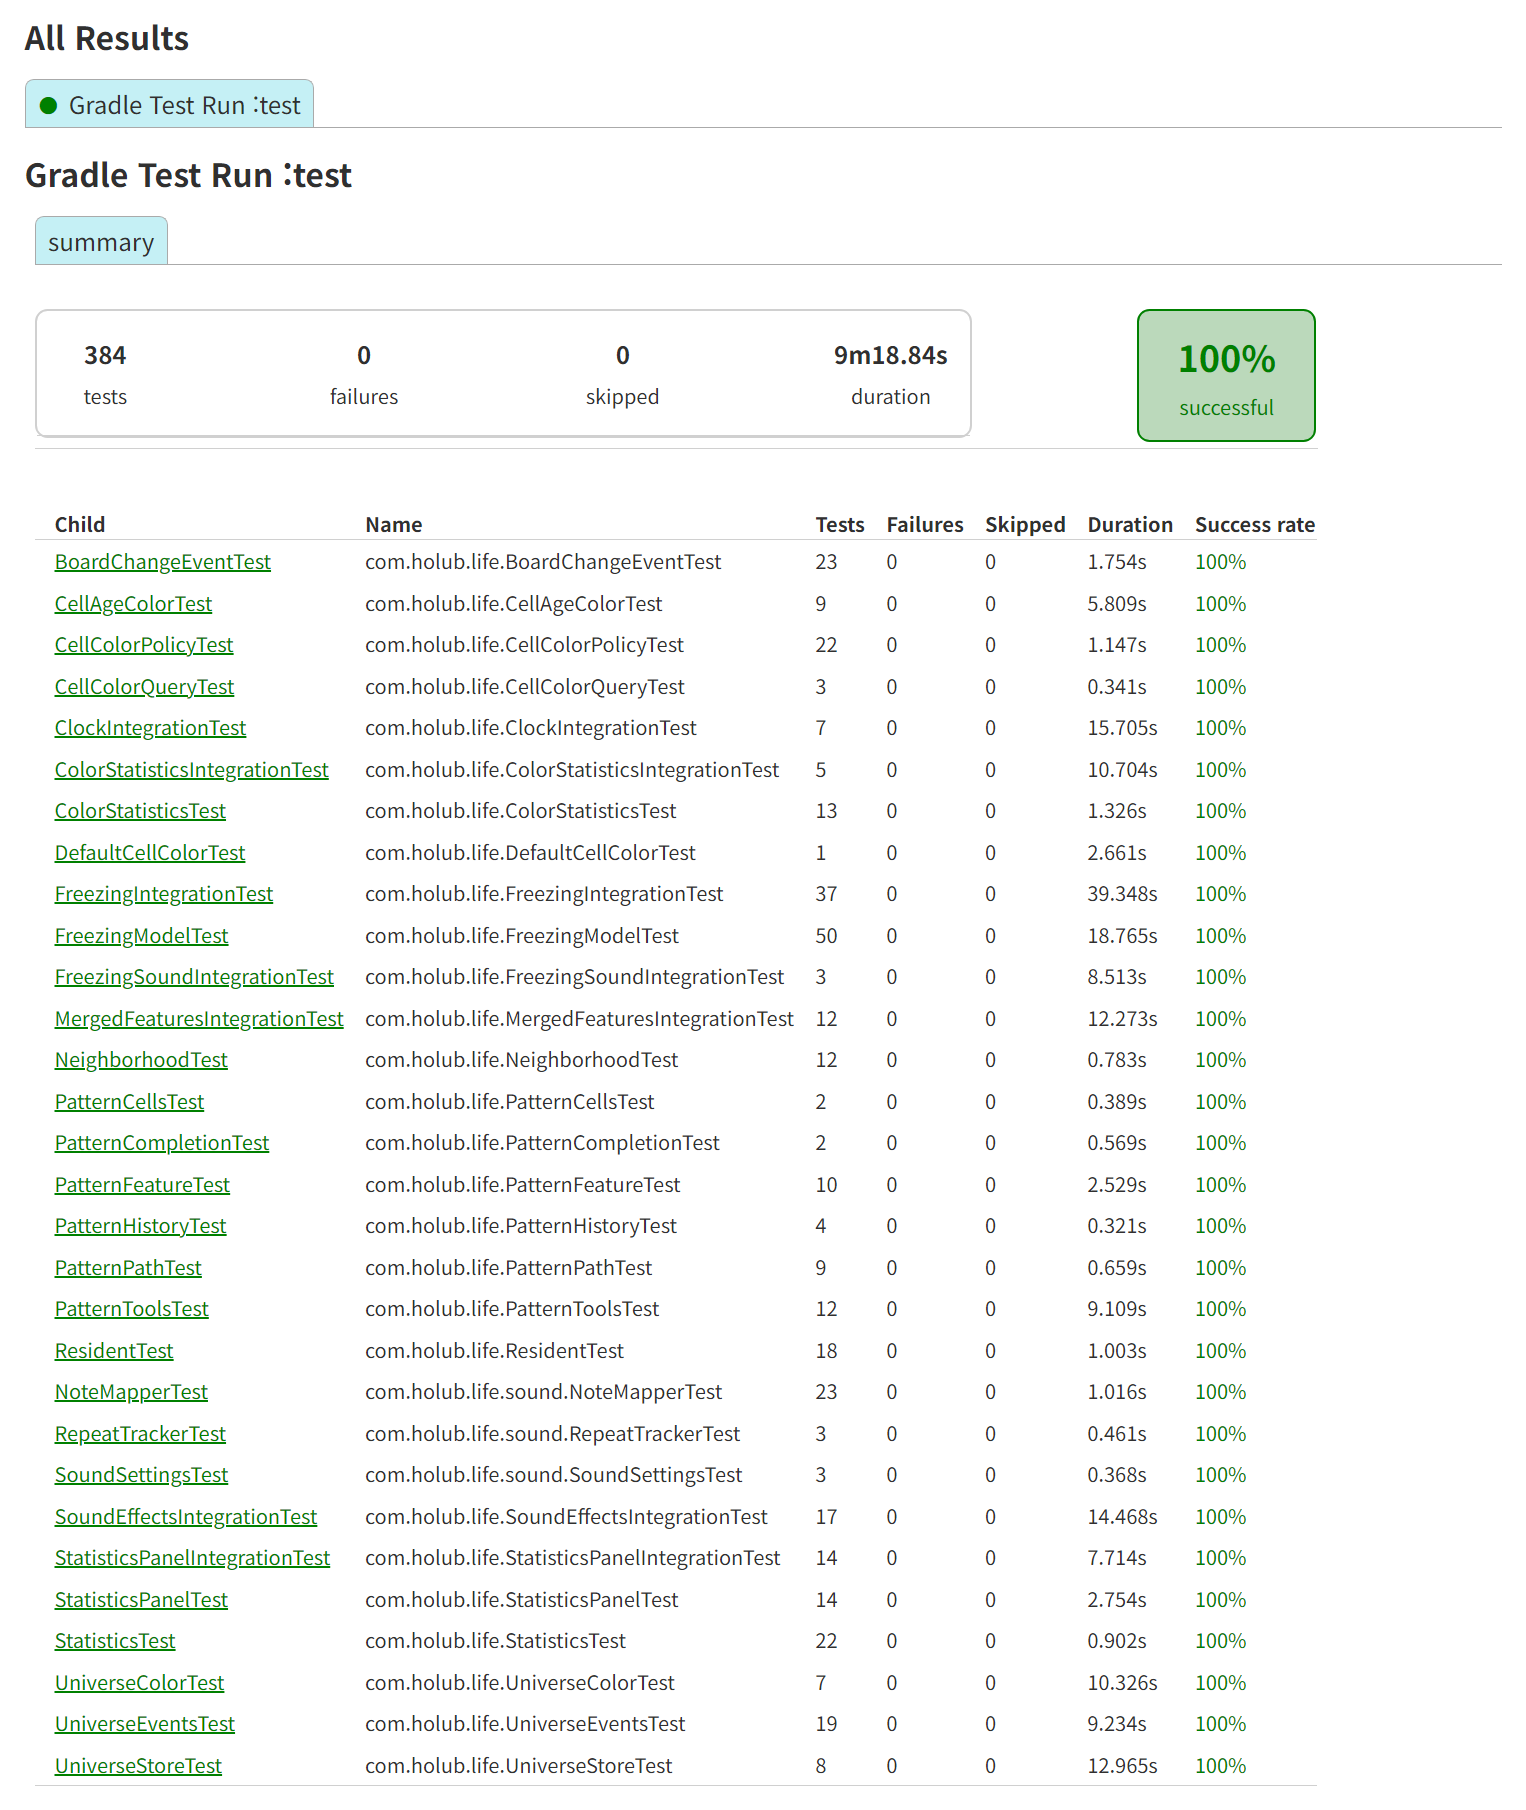 All Results
Gradle Test Run :test
Gradle Test Run :test
summary
384 0 0 9m18.84s 100%
tests failures skipped duration successful
Child Name Tests Failures Skipped Duration Success rate
BoardChangeEventTest com.holub.life.BoardChangeEventTest 23 0 0 1.754s 100%
CellAgeColorTest com.holub.life.CellAgeColorTest 9 0 0 5.809s 100%
CellColorPolicyTest com.holub.life.CellColorPolicyTest 22 0 0 1.147s 100%
CellColorQueryTest com.holub.life.CellColorQueryTest 3 0 0 0.341s 100%
ClockIntegrationTest com.holub.life.ClockIntegrationTest 7 0 0 15.705s 100%
ColorStatisticsIntegrationTest com.holub.life.ColorStatisticsIntegrationTest 5 0 0 10.704s 100%
ColorStatisticsTest com.holub.life.ColorStatisticsTest 13 0 0 1.326s 100%
DefaultCellColorTest com.holub.life.DefaultCellColorTest 1 0 0 2.661s 100%
FreezingIntegrationTest com.holub.life.FreezingIntegrationTest 37 0 0 39.348s 100%
FreezingModelTest com.holub.life.FreezingModelTest 50 0 0 18.765s 100%
FreezingSoundIntegrationTest com.holub.life.FreezingSoundIntegrationTest 3 0 0 8.513s 100%
MergedFeaturesIntegrationTest com.holub.life.MergedFeaturesIntegrationTest 12 0 0 12.273s 100%
NeighborhoodTest com.holub.life.NeighborhoodTest 12 0 0 0.783s 100%
PatternCellsTest com.holub.life.PatternCellsTest 2 0 0 0.389s 100%
PatternCompletionTest com.holub.life.PatternCompletionTest 2 0 0 0.569s 100%
PatternFeatureTest com.holub.life.PatternFeatureTest 10 0 0 2.529s 100%
PatternHistoryTest com.holub.life.PatternHistoryTest 4 0 0 0.321s 100%
PatternPathTest com.holub.life.PatternPathTest 9 0 0 0.659s 100%
PatternToolsTest com.holub.life.PatternToolsTest 12 0 0 9.109s 100%
ResidentTest com.holub.life.ResidentTest 18 0 0 1.003s 100%
NoteMapperTest com.holub.life.sound.NoteMapperTest 23 0 0 1.016s 100%
RepeatTrackerTest com.holub.life.sound.RepeatTrackerTest 3 0 0 0.461s 100%
SoundSettingsTest com.holub.life.sound.SoundSettingsTest 3 0 0 0.368s 100%
SoundEffectsIntegrationTest com.holub.life.SoundEffectsIntegrationTest 17 0 0 14.468s 100%
StatisticsPanelIntegrationTest com.holub.life.StatisticsPanelIntegrationTest 14 0 0 7.714s 100%
StatisticsPanelTest com.holub.life.StatisticsPanelTest 14 0 0 2.754s 100%
StatisticsTest com.holub.life.StatisticsTest 22 0 0 0.902s 100%
UniverseColorTest com.holub.life.UniverseColorTest 7 0 0 10.326s 100%
UniverseEventsTest com.holub.life.UniverseEventsTest 19 0 0 9.234s 100%
UniverseStoreTest com.holub.life.UniverseStoreTest 8 0 0 12.965s 100%